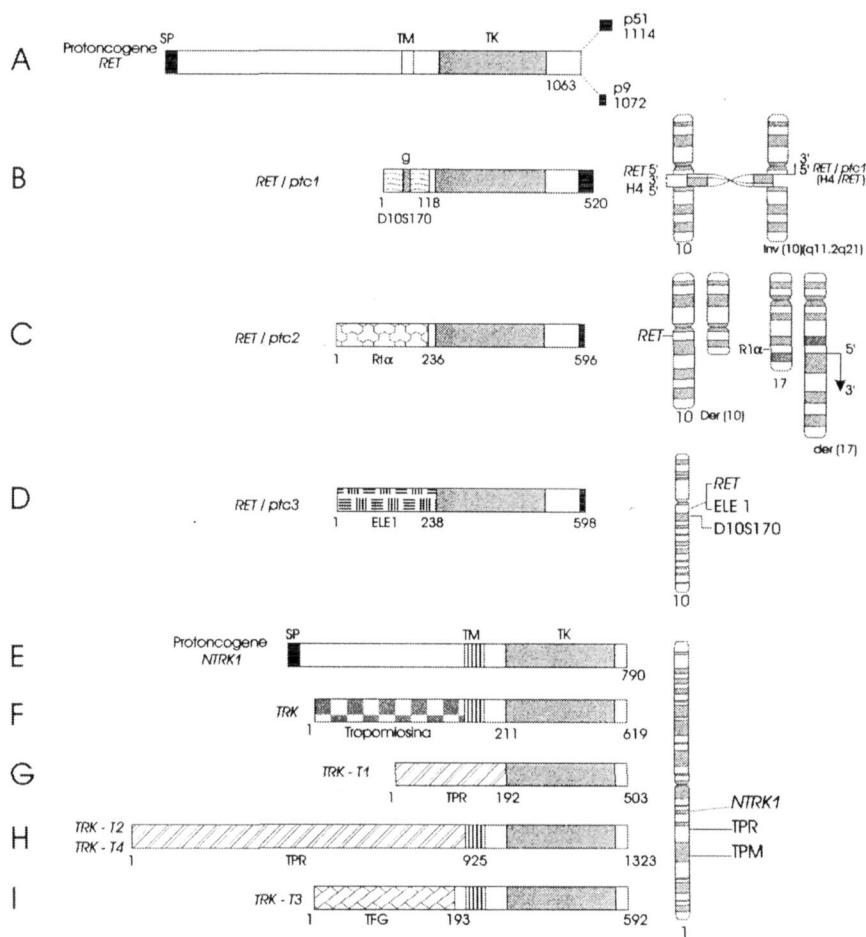 A
Protoncogene
RET
SP
TM
TK
p51
1114
1063
p9
1072
B
RET / ptc1
g
1
118
520
D10S170
RET 5'
3'
H4 5'
3'
5'
RET / ptc1
(H4 /RET)
10
Inv (10)(q11.2q21)
C
RET / ptc2
1
R1α
236
596
RET
10
Der (10)
R1α
17
5'
3'
der (17)
D
RET / ptc3
1
ELE1
238
598
RET
ELE 1
D10S170
10
E
Protoncogene
NTRK1
SP
TM
TK
790
F
TRK
1
Tropomiosina
211
619
G
TRK - T1
1
TPR
192
503
H
TRK - T2
TRK - T4
1
TPR
925
1323
I
TRK - T3
1
TFG
193
592
NTRK1
TPR
TPM
1